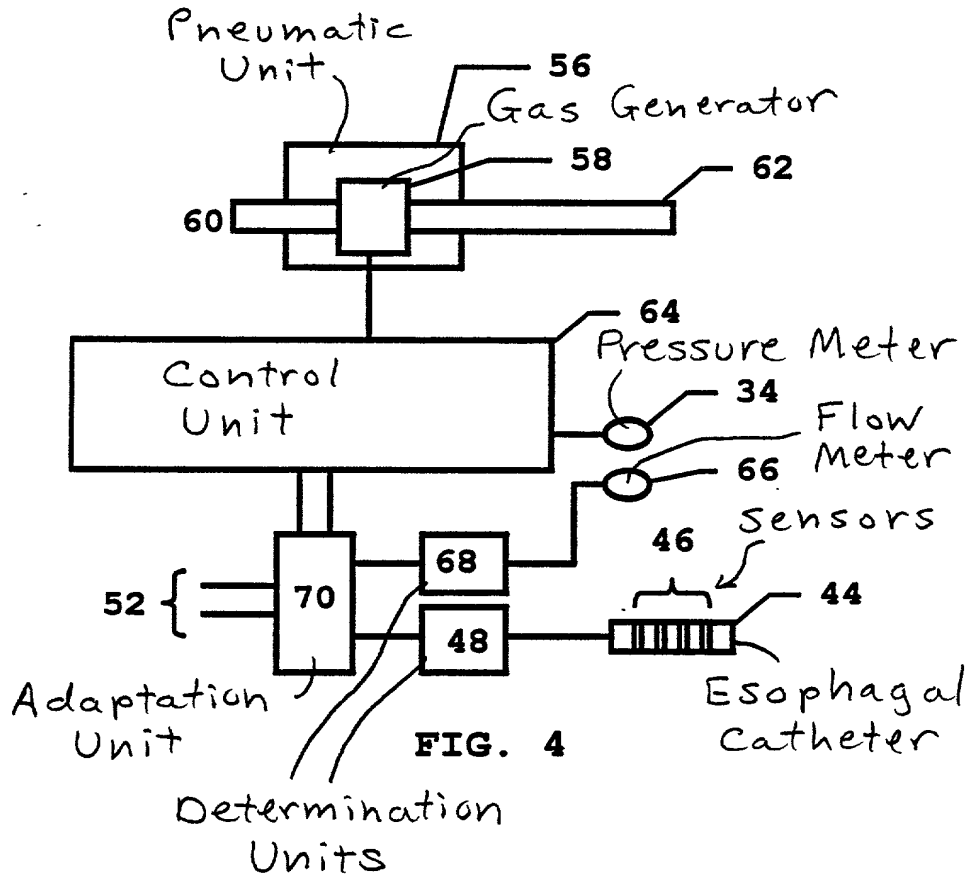 Pneumatic
Unit
56
Gas Generator
58
62
60
64
Control
Unit
Pressure Meter
34
Flow
Meter
66
sensors
46
68
52
70
48
44
Adaptation
Unit
Esophagal
Catheter
FIG. 4
Determination
Units